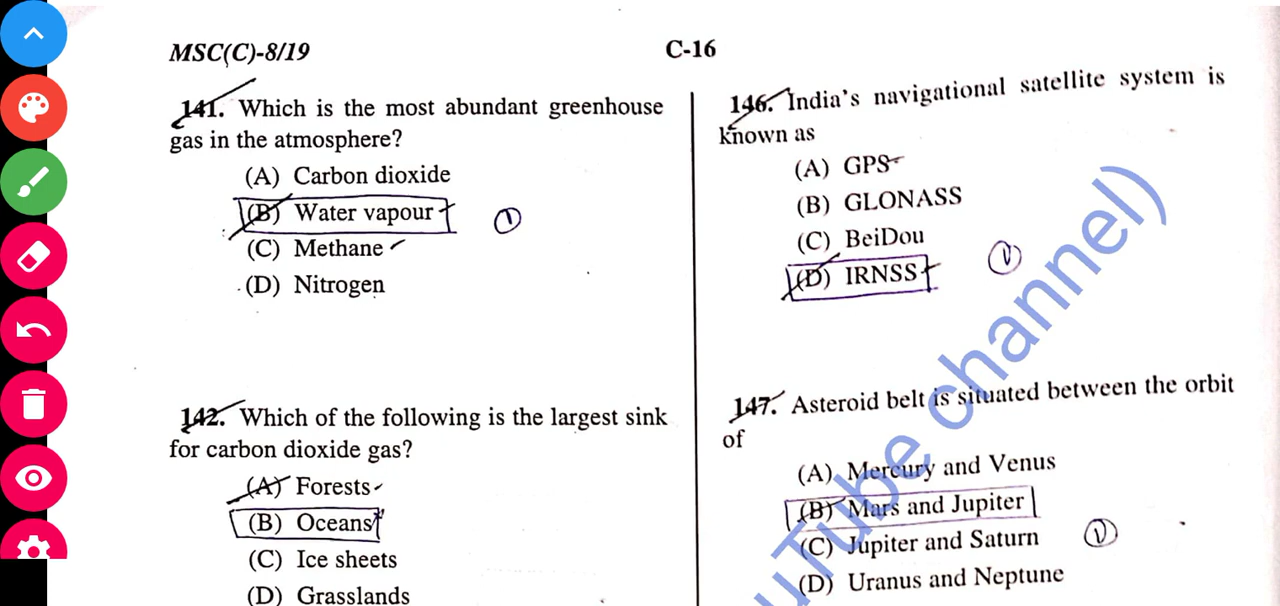 MSC(C)-8/19
C-16
141. Which is the most abundant greenhouse
gas in the atmosphere?
(A) Carbon dioxide
(B) Water vapour
(C) Methane
(D) Nitrogen
142. Which of the following is the largest sink
for carbon dioxide gas?
(A) Forests
(B) Oceans
(C) Ice sheets
(D) Grasslands
146. India's navigational satellite system is
known as
(A) GPS
(B) GLONASS
(C) BeiDou
(D) IRNSS
147. Asteroid belt is situated between the orbit
of
(A) Mercury and Venus
(B) Mars and Jupiter
(C) Jupiter and Saturn
(D) Uranus and Neptune
uTube channel)